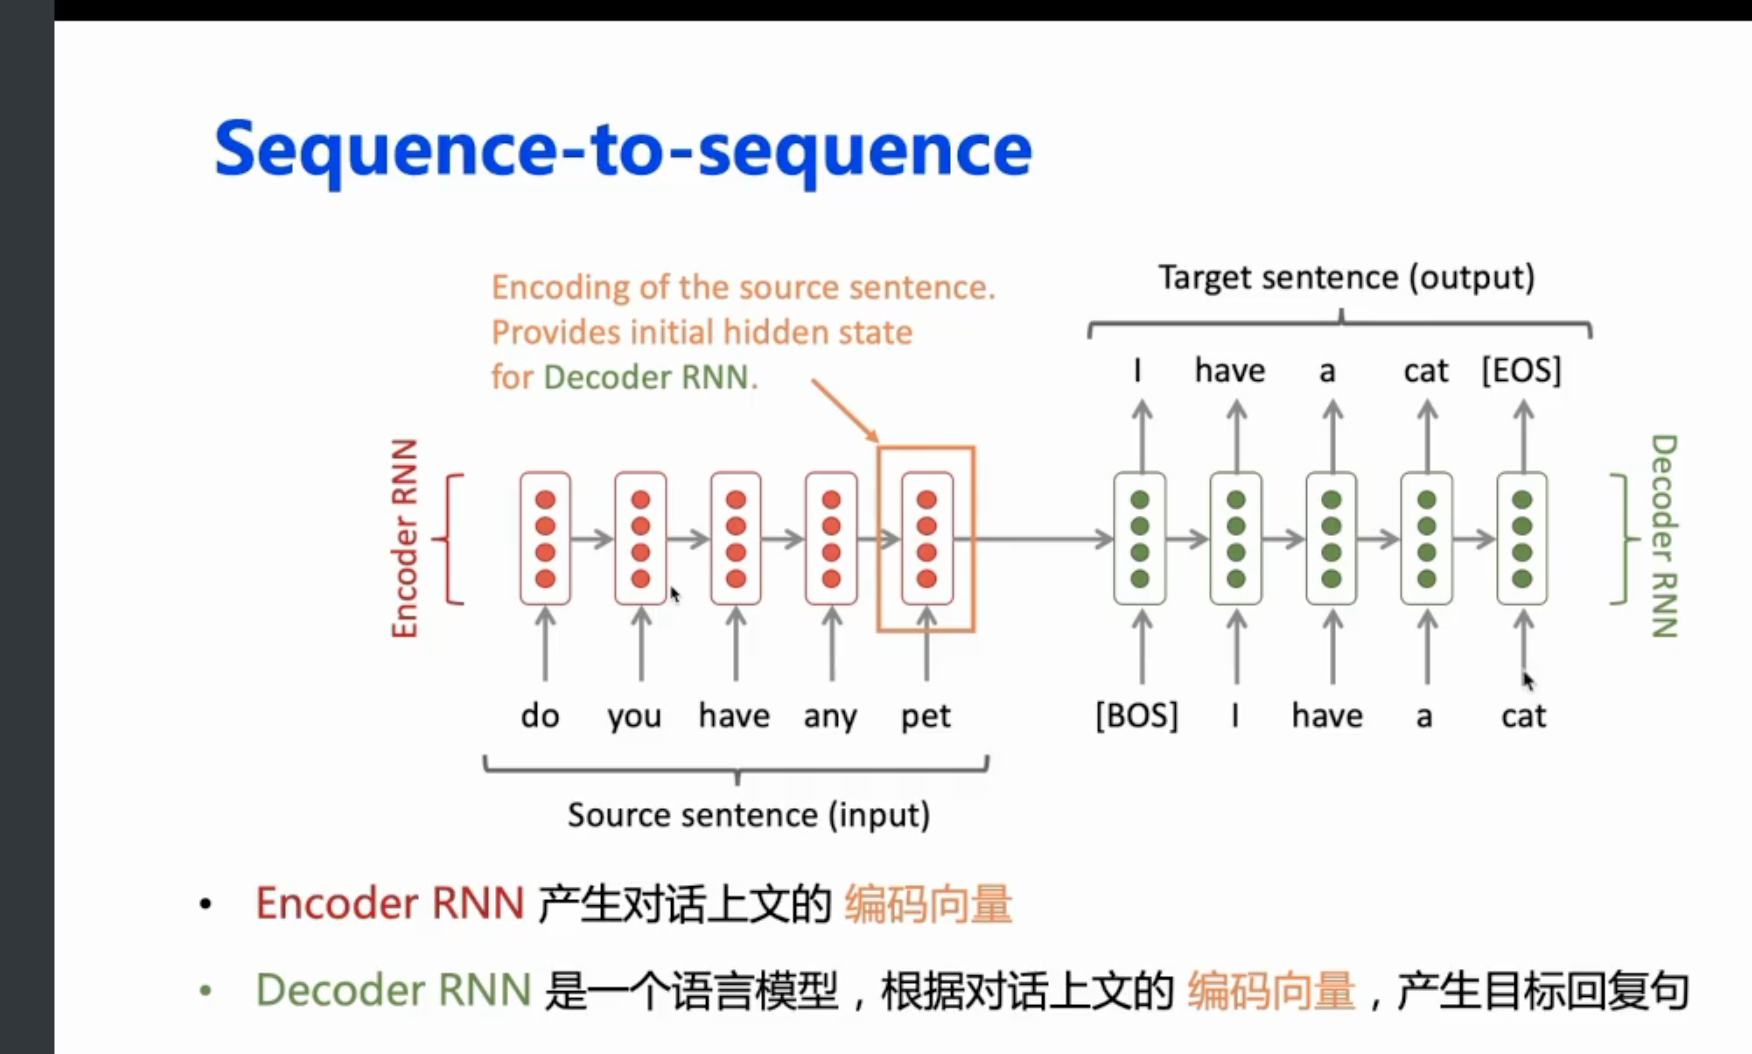 Sequence-to-sequence
Encoding of the source sentence.
Provides initial hidden state
for Decoder RNN.
Target sentence (output)
I have a cat [EOS]
Encoder RNN
Decoder RNN
do you have any pet
[BOS] I have a cat
Source sentence (input)
• Encoder RNN 产生对话上文的 编码向量
• Decoder RNN 是一个语言模型，根据对话上文的 编码向量，产生目标回复句